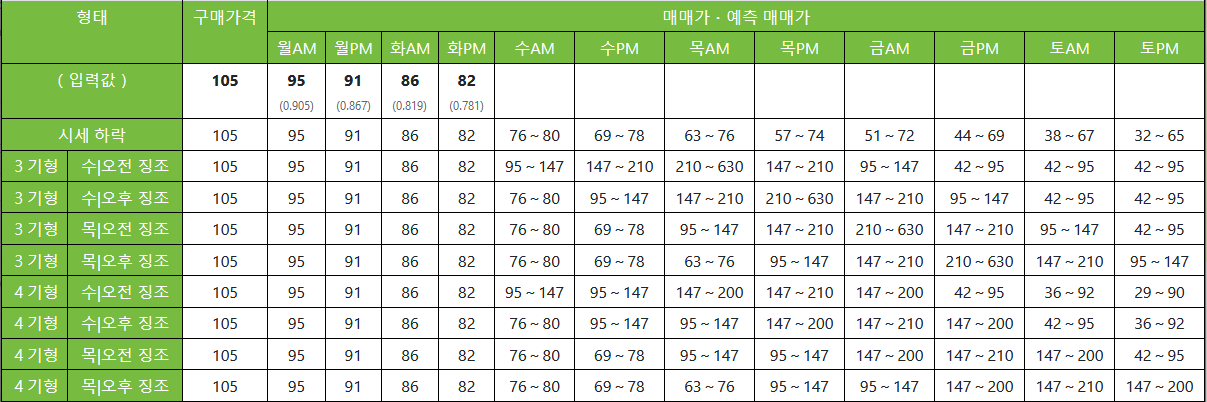 형태 구매가격 매매가 · 예측 매매가
월AM 월PM 화AM 화PM 수AM 수PM 목AM 목PM 금AM 금PM 토AM 토PM
( 입력값 ) 105 95 91 86 82
(0.905) (0.867) (0.819) (0.781)
시세 하락 105 95 91 86 82 76 ~ 80 69 ~ 78 63 ~ 76 57 ~ 74 51 ~ 72 44 ~ 69 38 ~ 67 32 ~ 65
3 기형 수|오전 징조 105 95 91 86 82 95 ~ 147 147 ~ 210 210 ~ 630 147 ~ 210 95 ~ 147 42 ~ 95 42 ~ 95 42 ~ 95
3 기형 수|오후 징조 105 95 91 86 82 76 ~ 80 95 ~ 147 147 ~ 210 210 ~ 630 147 ~ 210 95 ~ 147 42 ~ 95 42 ~ 95
3 기형 목|오전 징조 105 95 91 86 82 76 ~ 80 69 ~ 78 95 ~ 147 147 ~ 210 210 ~ 630 147 ~ 210 95 ~ 147 42 ~ 95
3 기형 목|오후 징조 105 95 91 86 82 76 ~ 80 69 ~ 78 63 ~ 76 95 ~ 147 147 ~ 210 210 ~ 630 147 ~ 210 95 ~ 147
4 기형 수|오전 징조 105 95 91 86 82 95 ~ 147 95 ~ 147 147 ~ 200 147 ~ 210 147 ~ 200 42 ~ 95 36 ~ 92 29 ~ 90
4 기형 수|오후 징조 105 95 91 86 82 76 ~ 80 95 ~ 147 95 ~ 147 147 ~ 200 147 ~ 210 147 ~ 200 42 ~ 95 36 ~ 92
4 기형 목|오전 징조 105 95 91 86 82 76 ~ 80 69 ~ 78 95 ~ 147 95 ~ 147 147 ~ 200 147 ~ 210 147 ~ 200 42 ~ 95
4 기형 목|오후 징조 105 95 91 86 82 76 ~ 80 69 ~ 78 63 ~ 76 95 ~ 147 95 ~ 147 147 ~ 200 147 ~ 210 147 ~ 200